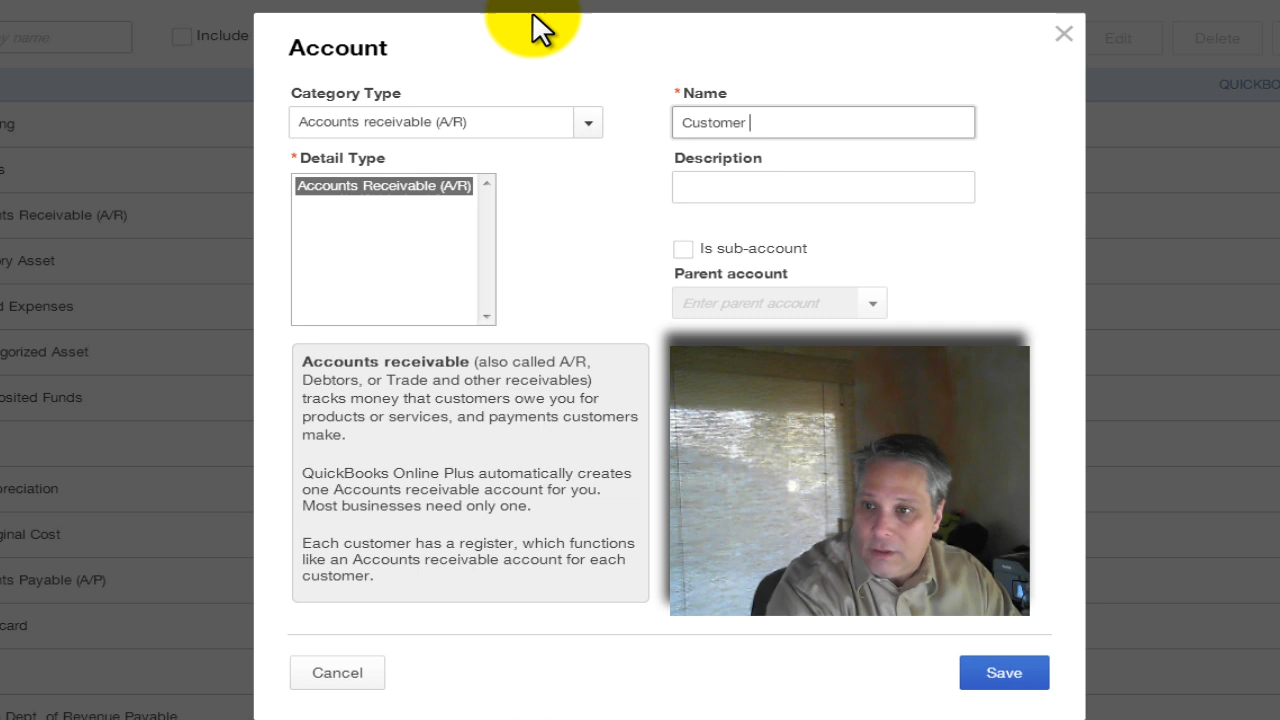 y name
Include
Edit
Delete
QUICKBO
ng
s
ts Receivable (A/R)
ry Asset
d Expenses
gorized Asset
osited Funds
preciation
ginal Cost
ts Payable (A/P)
card
Dept. of Revenue Payable
Account
Category Type
Accounts receivable (A/R)
* Detail Type
Accounts Receivable (A/R)
* Name
Customer
Description
Is sub-account
Parent account
Enter parent account
Accounts receivable (also called A/R,
Debtors, or Trade and other receivables)
tracks money that customers owe you for
products or services, and payments customers
make.
QuickBooks Online Plus automatically creates
one Accounts receivable account for you.
Most businesses need only one.
Each customer has a register, which functions
like an Accounts receivable account for each
customer.
Cancel
Save